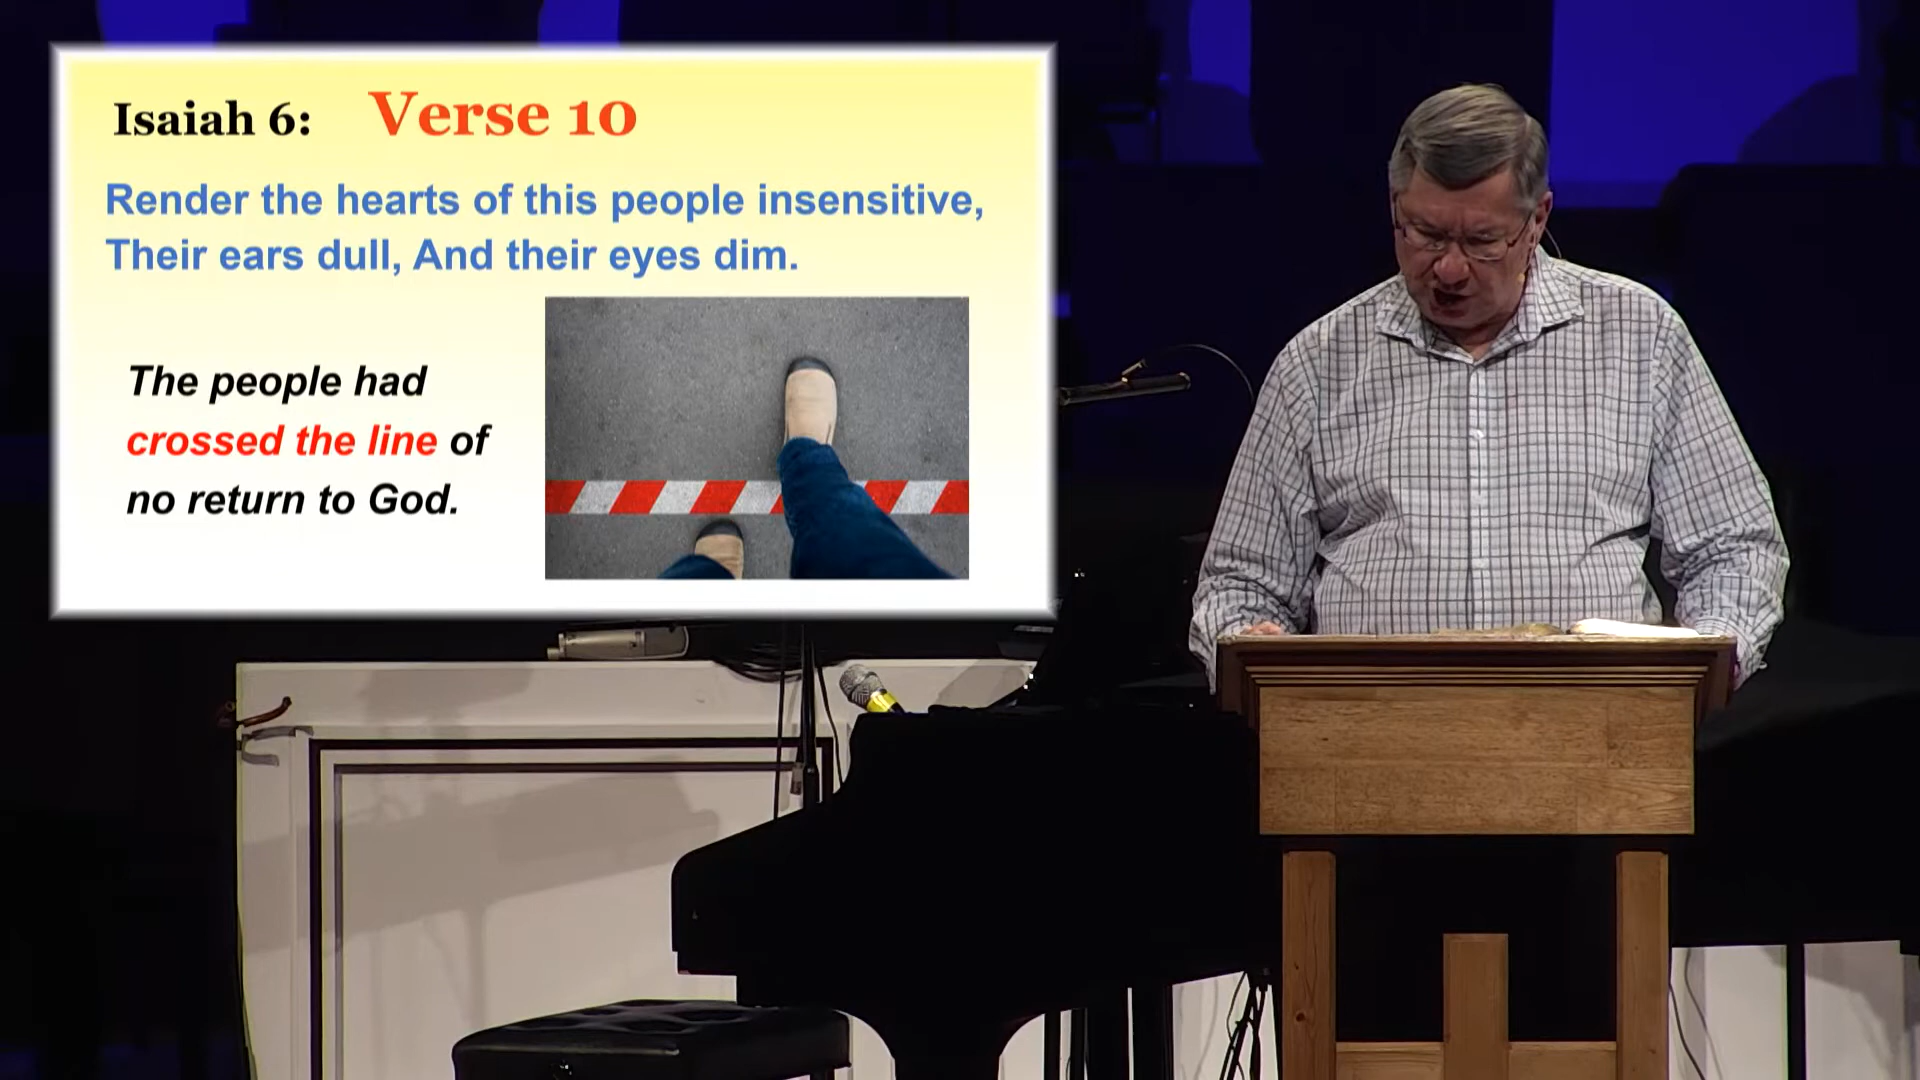 Isaiah 6: Verse 10
Render the hearts of this people insensitive,
Their ears dull, And their eyes dim.
The people had
crossed the line of
no return to God.